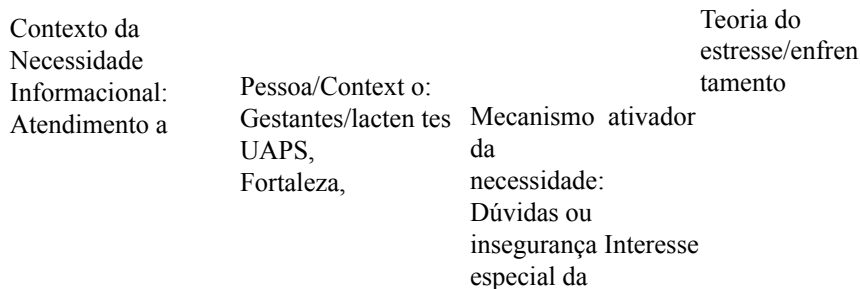 Contexto da
Necessidade
Informacional:
Atendimento a
Pessoa/Context o:
Gestantes/lacten tes
UAPS,
Fortaleza,
Mecanismo ativador
da
necessidade:
Dúvidas ou
insegurança Interesse
especial da
Teoria do
estresse/enfren
tamento